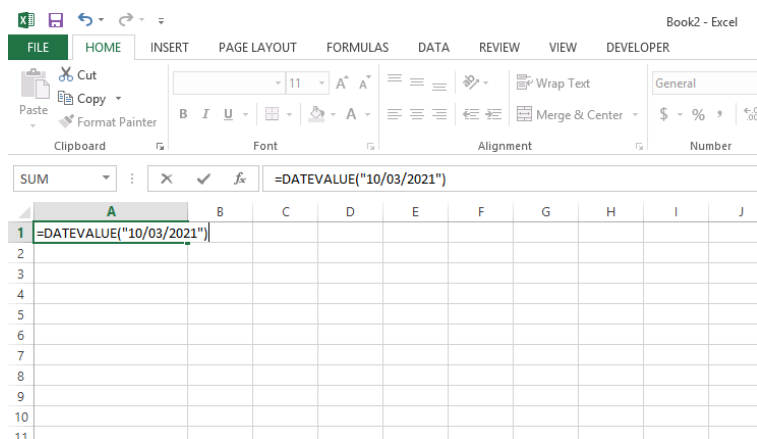 Book2 - Excel
FILE HOME INSERT PAGE LAYOUT FORMULAS DATA REVIEW VIEW DEVELOPER
Paste
Cut
Copy
Format Painter
Clipboard
11 A A
B I U A
Font
Wrap Text
Merge & Center
Alignment
General
$ % , .00
Number
SUM fx =DATEVALUE("10/03/2021")
A B C D E F G H I J
1 =DATEVALUE("10/03/2021")
2
3
4
5
6
7
8
9
10
11